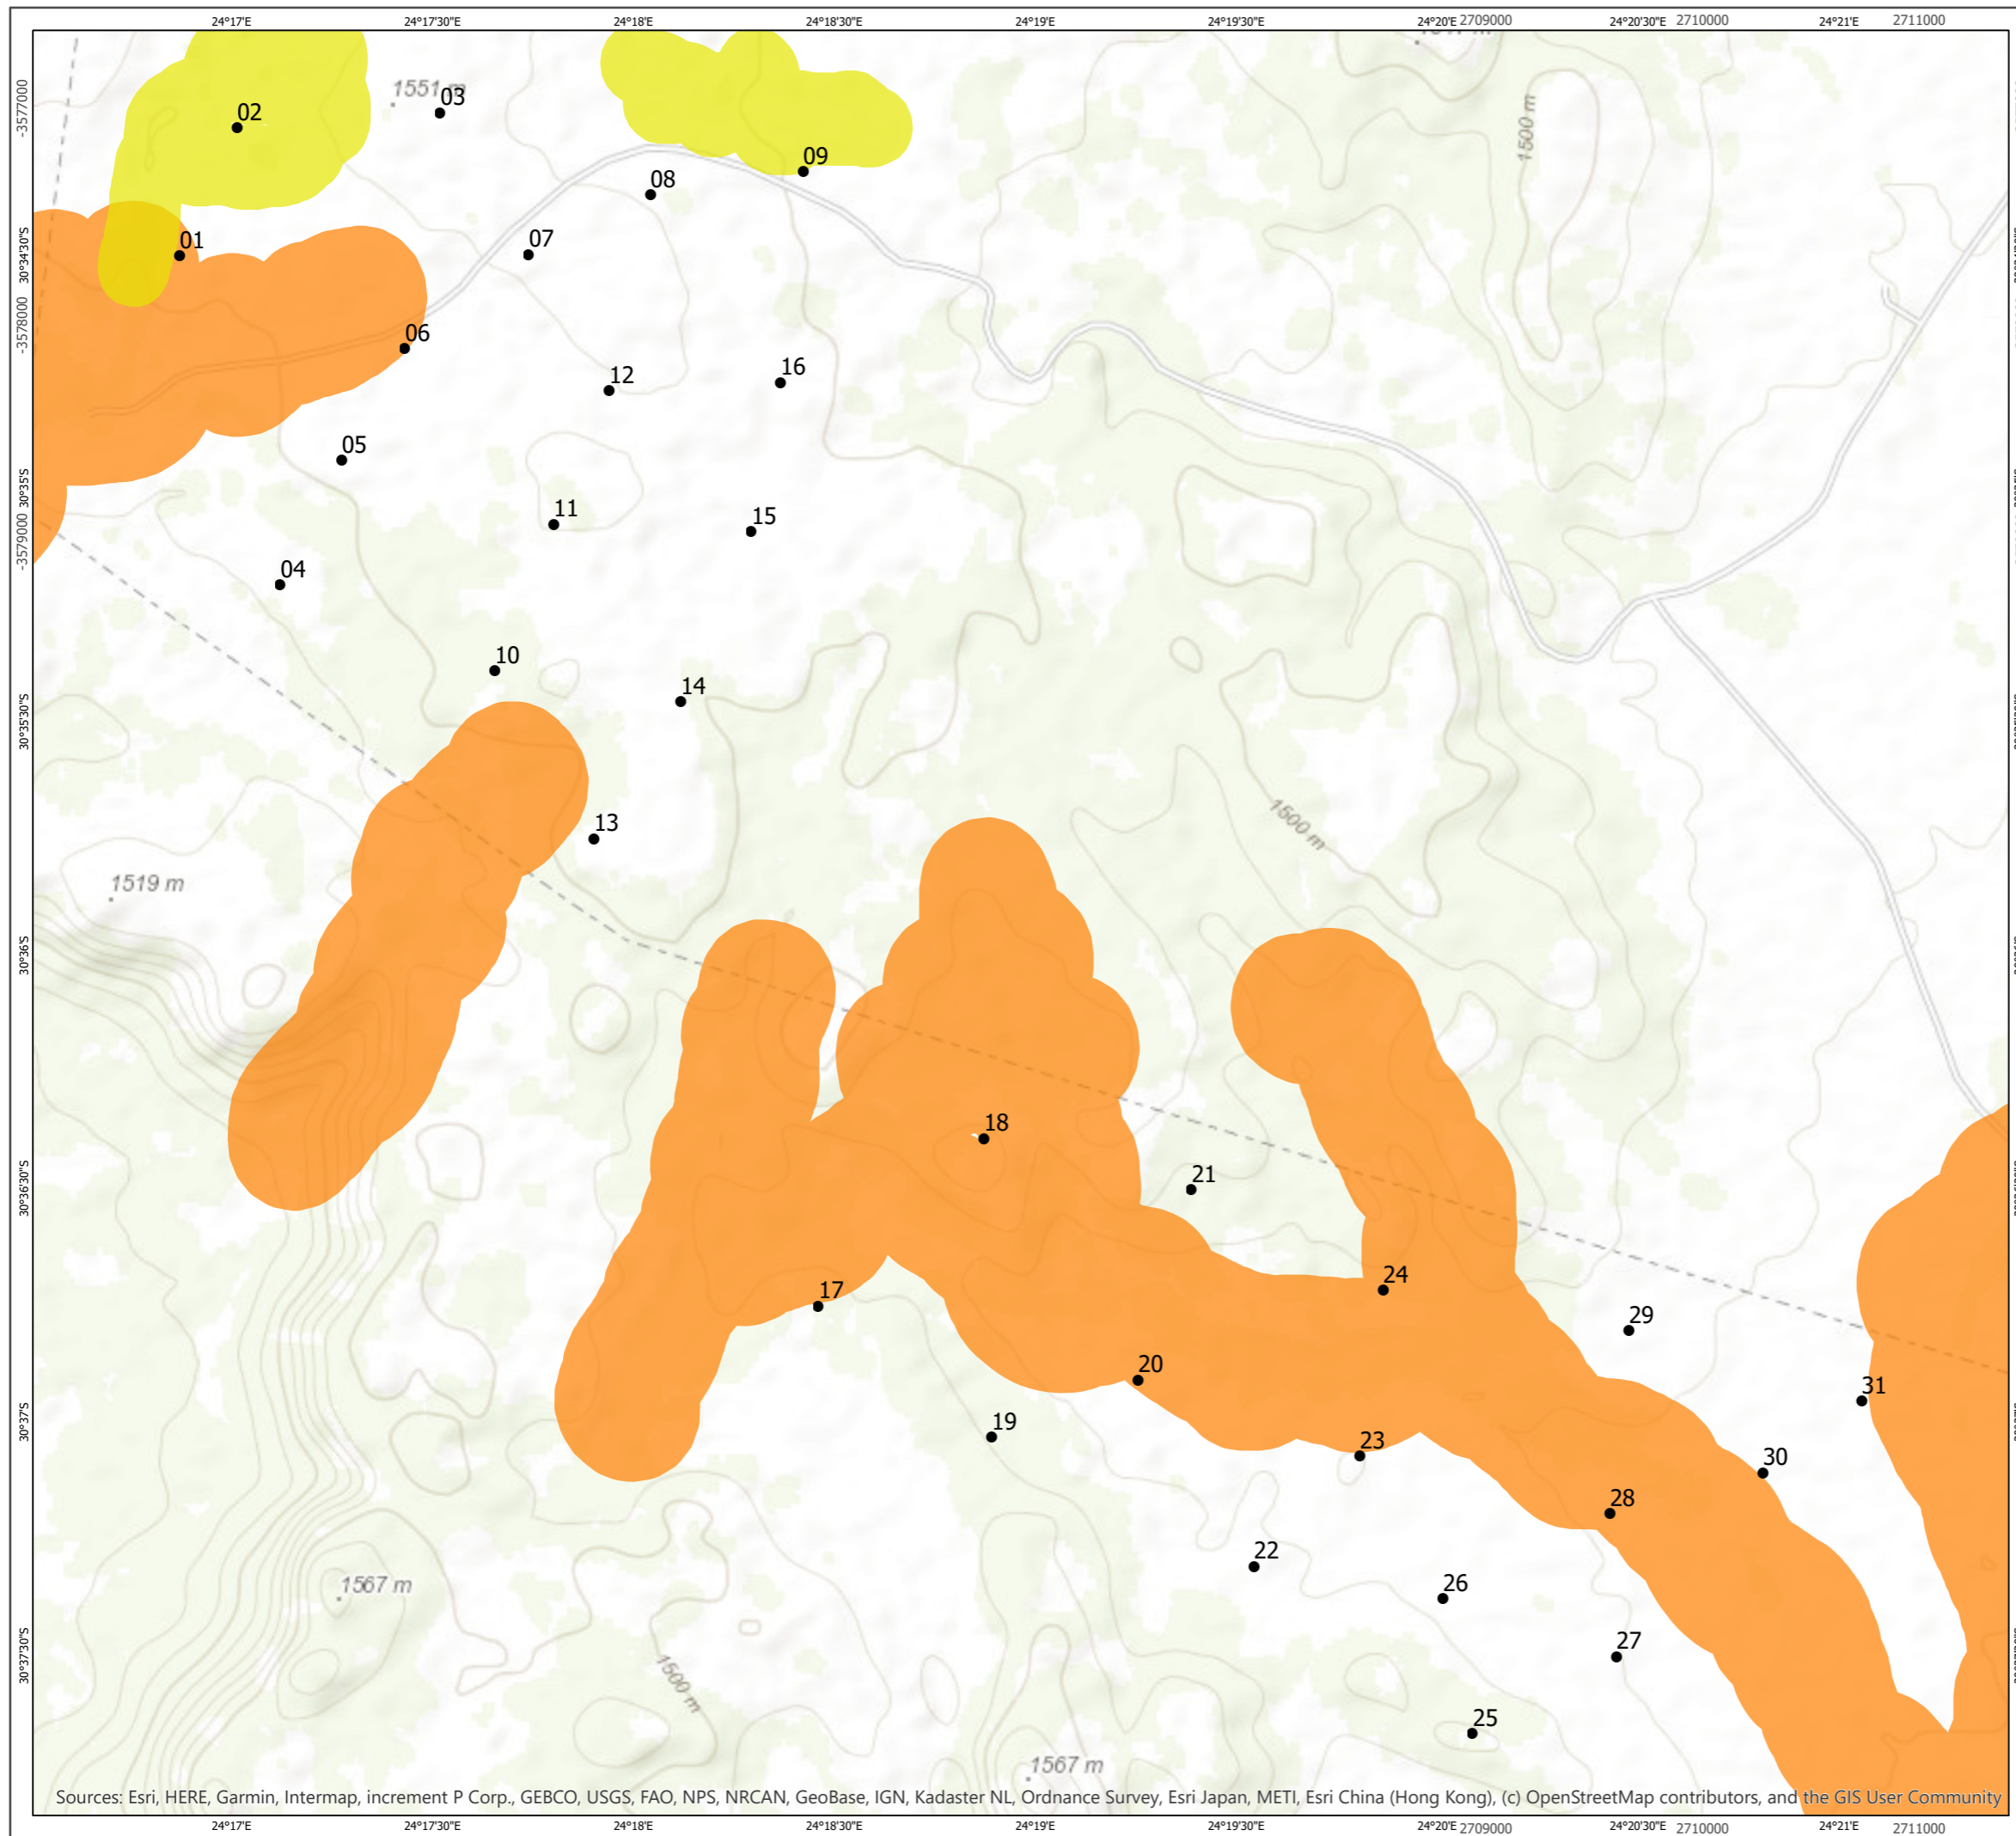 24°17'E 24°17'30"E 24°18'E 24°18'30"E 24°19'E 24°19'30"E 24°20'E 2709000 24°20'30"E 2710000 24°21'E 2711000
1551 m
03
02
1500 m
-3577000
09
08
01
07
30°34'30"S
-3578000
06
16
12
05
30°35'S
11
15
-3579000
04
10
14
30°35'30"S
13
1500 m
1519 m
30°36'S
18
21
30°36'30"S
24
17
29
20
31
30°37'S
19
23
30
28
22
1567 m
26
27
30°37'30"S
1500 m
25
1567 m
Sources: Esri, HERE, Garmin, Intermap, increment P Corp., GEBCO, USGS, FAO, NPS, NRCAN, GeoBase, IGN, Kadaster NL, Ordnance Survey, Esri Japan, METI, Esri China (Hong Kong), (c) OpenStreetMap contributors, and the GIS User Community
24°17'E 24°17'30"E 24°18'E 24°18'30"E 24°19'E 24°19'30"E 24°20'E 2709000 24°20'30"E 2710000 24°21'E 2711000